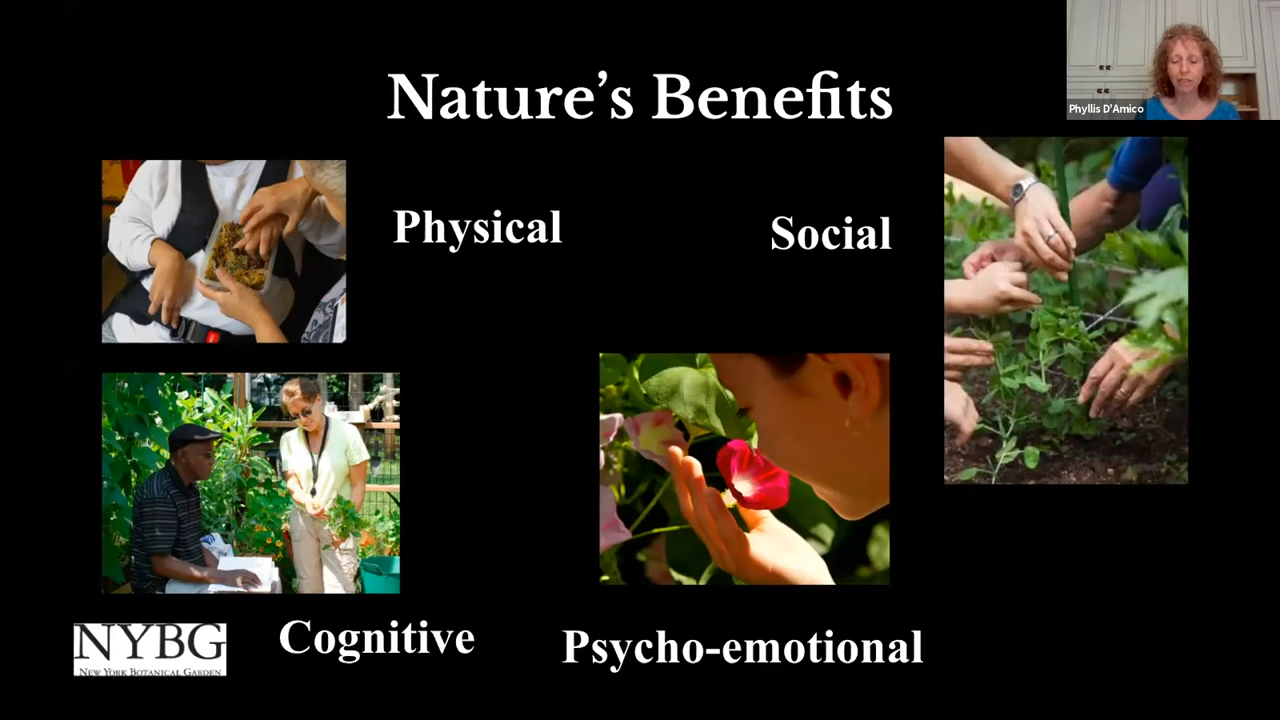 Nature’s Benefits
Phyllis D'Amico
Physical
Social
Cognitive
Psycho-emotional
NYBG
NEW YORK BOTANICAL GARDEN